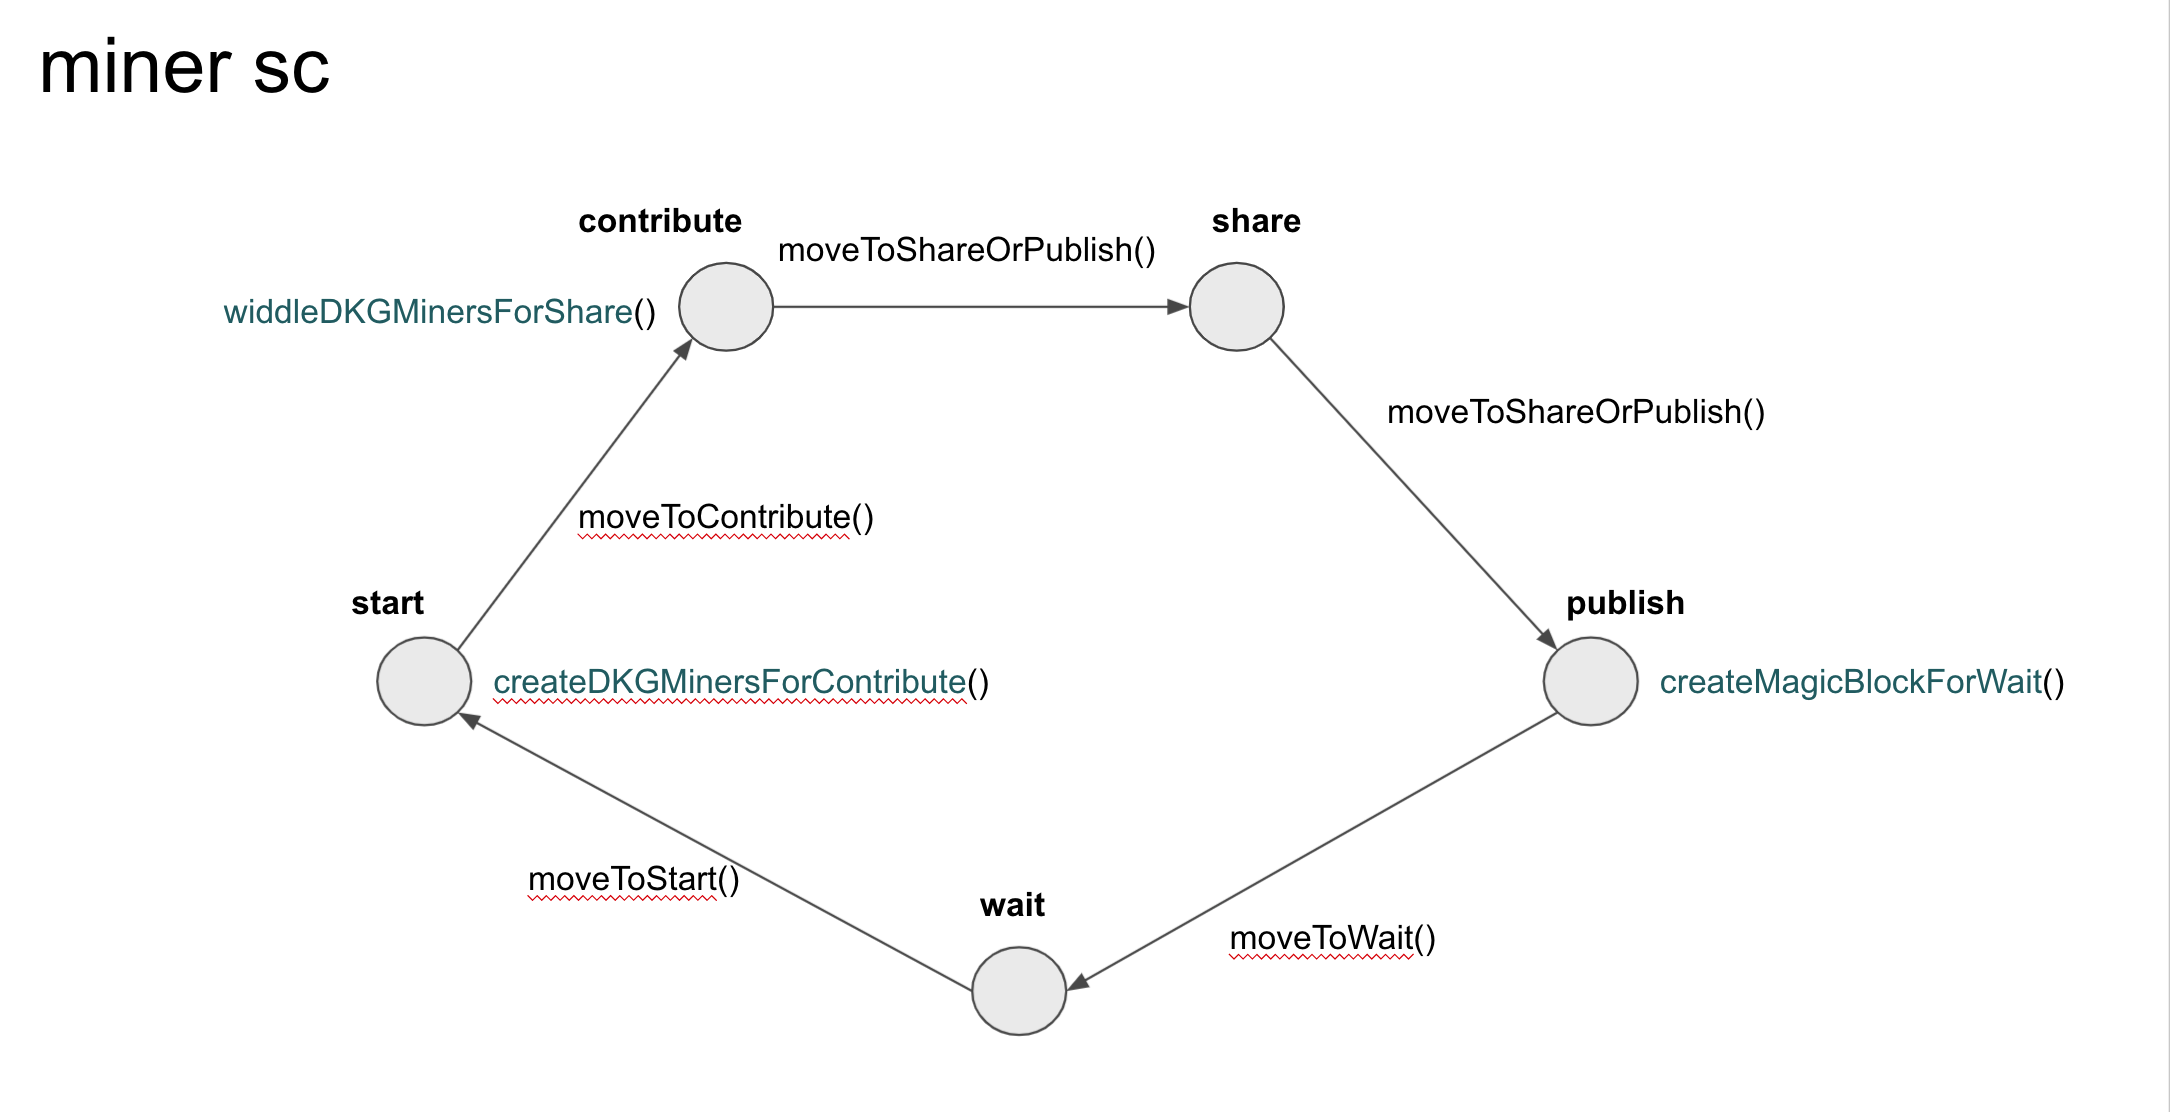 miner sc
contribute
share
moveToShareOrPublish()
widdleDKGMinersForShare()
moveToShareOrPublish()
moveToContribute()
start
publish
createDKGMinersForContribute()
createMagicBlockForWait()
moveToStart()
wait
moveToWait()